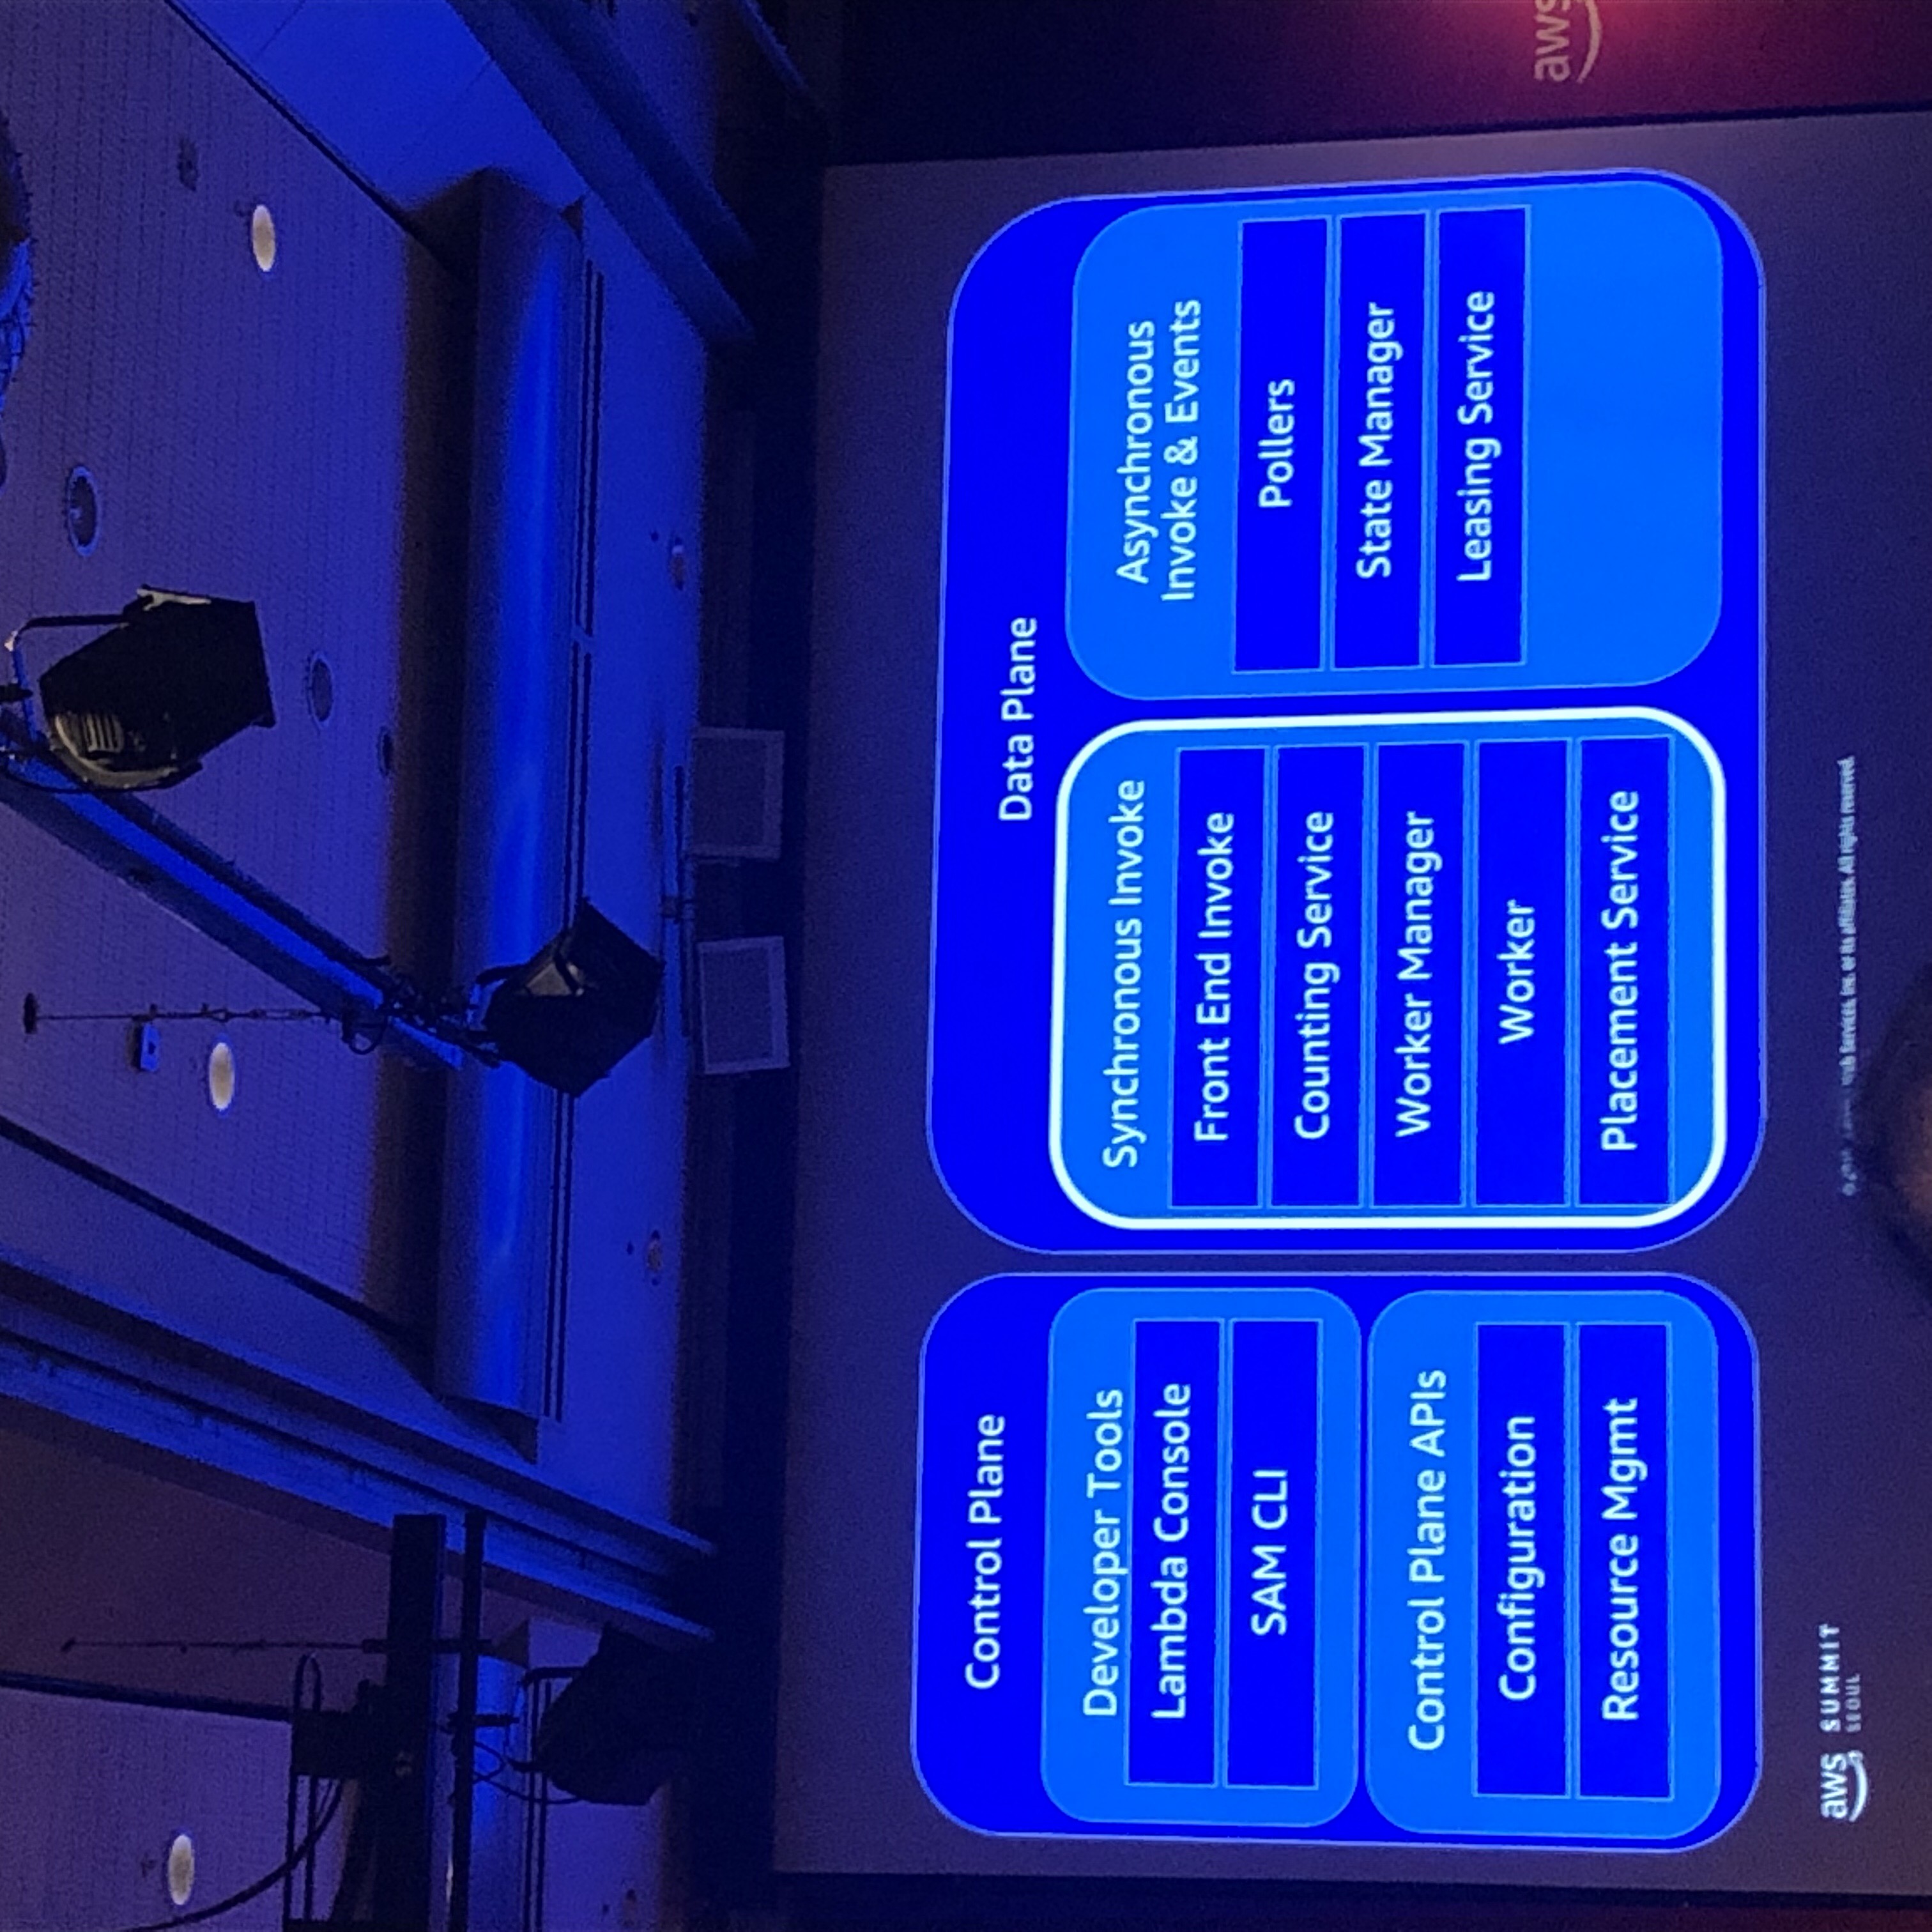 Control Plane
Developer Tools
Lambda Console
SAM CLI
Control Plane APIs
Configuration
Resource Mgmt
Data Plane
Synchronous Invoke
Front End Invoke
Counting Service
Worker Manager
Worker
Placement Service
Asynchronous
Invoke & Events
Pollers
State Manager
Leasing Service
aws SUMMIT
SEOUL
Services, Inc. or its affiliates. All rights reserved.
aws